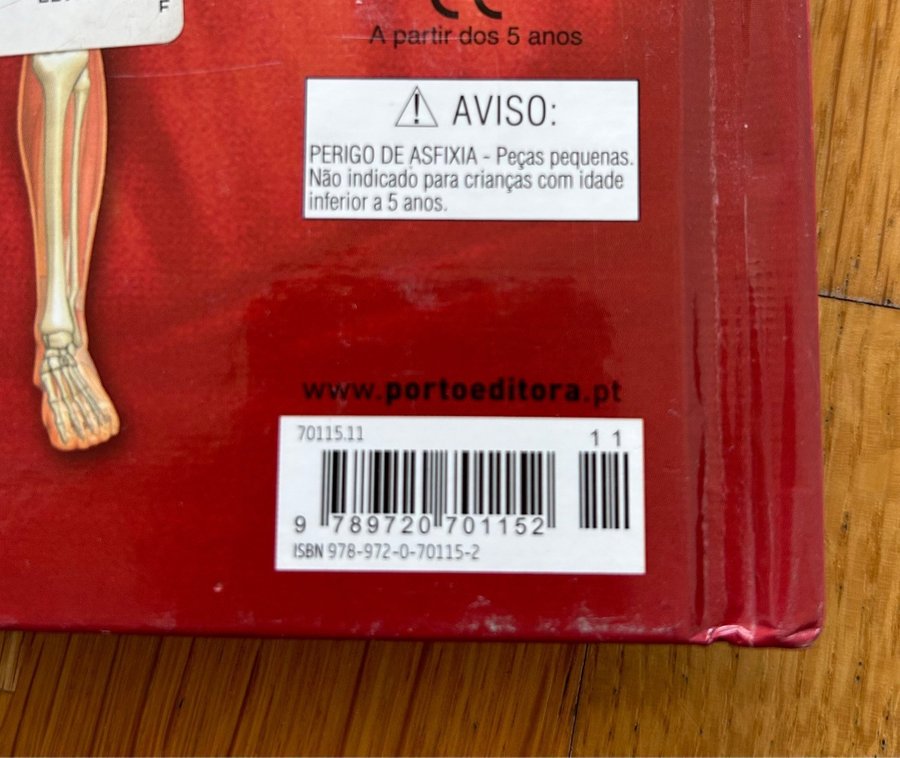 F
CE
A partir dos 5 anos
AVISO:
PERIGO DE ASFIXIA - Peças pequenas.
Não indicado para crianças com idade
inferior a 5 anos.
www.portoeditora.pt
70115.11
11
9 789720 701152
ISBN 978-972-0-70115-2